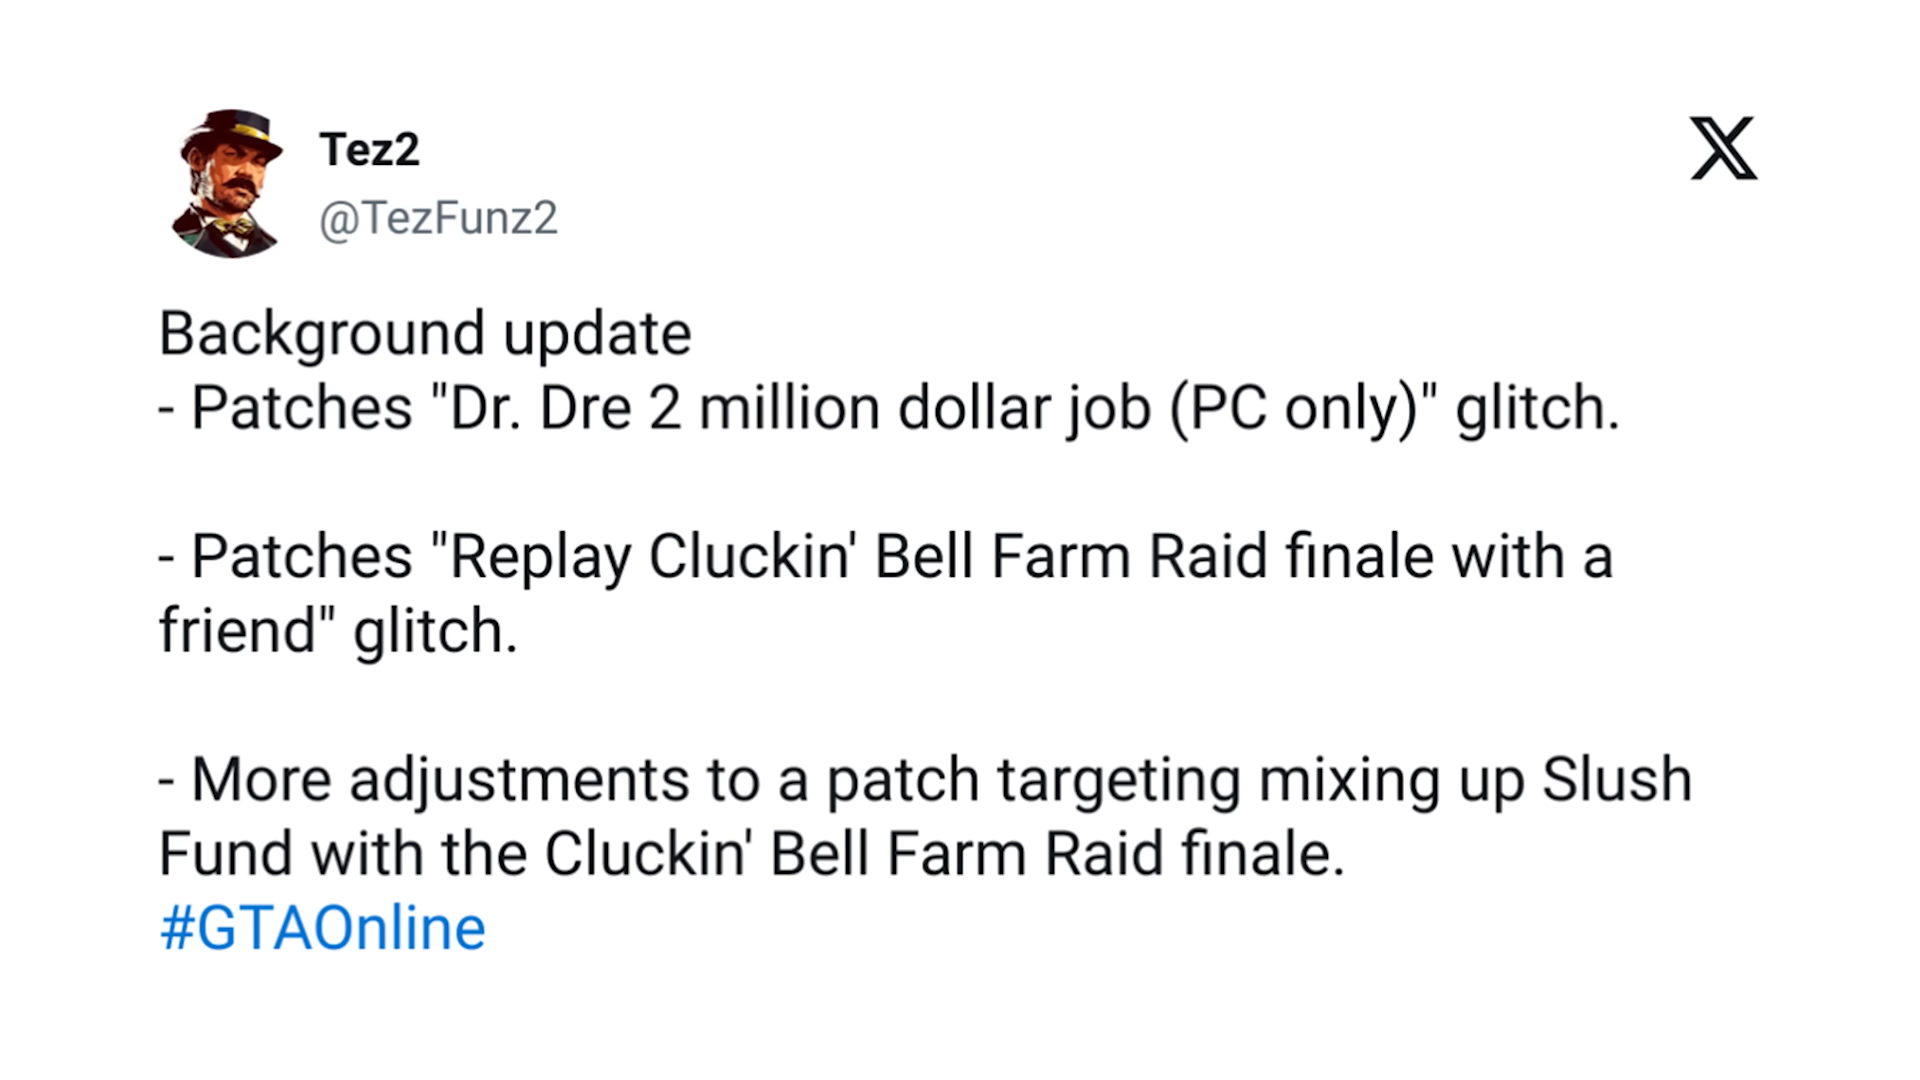 Tez2
@TezFunz2
Background update
- Patches "Dr. Dre 2 million dollar job (PC only)" glitch.
- Patches "Replay Cluckin' Bell Farm Raid finale with a
friend" glitch.
- More adjustments to a patch targeting mixing up Slush
Fund with the Cluckin' Bell Farm Raid finale.
#GTAOnline